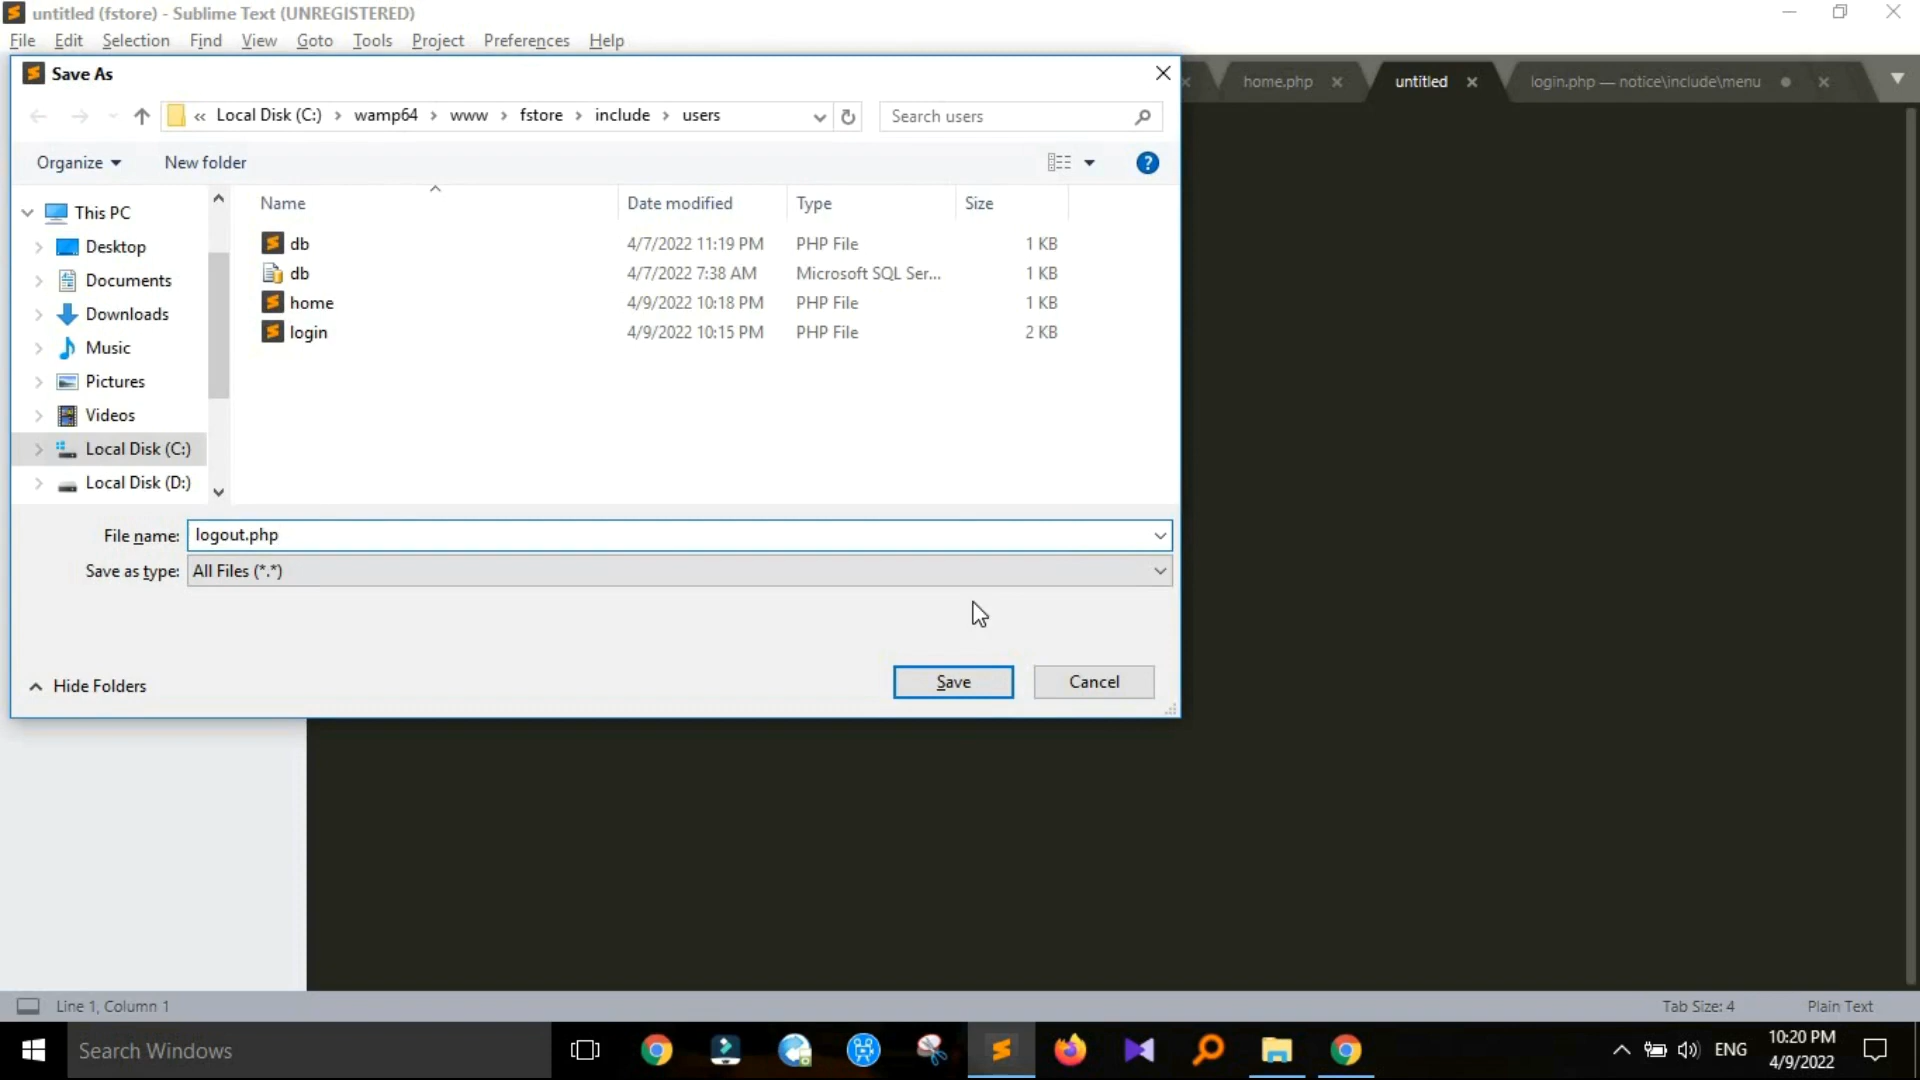 untitled (fstore) - Sublime Text (UNREGISTERED)
File Edit Selection Find View Goto Tools Project Preferences Help
Save As
home.php
untitled
login.php — notice\include\menu
« Local Disk (C:) › wamp64 › www › fstore › include › users
Search users
Organize
New folder
Name Date modified Type Size
This PC
Desktop
Documents
Downloads
Music
Pictures
Videos
Local Disk (C:)
Local Disk (D:)
db 4/7/2022 11:19 PM PHP File 1 KB
db 4/7/2022 7:38 AM Microsoft SQL Ser... 1 KB
home 4/9/2022 10:18 PM PHP File 1 KB
login 4/9/2022 10:15 PM PHP File 2 KB
File name: logout.php
Save as type: All Files (*.*)
Hide Folders
Save
Cancel
Line 1, Column 1
Tab Size: 4
Plain Text
Search Windows
ENG
10:20 PM
4/9/2022